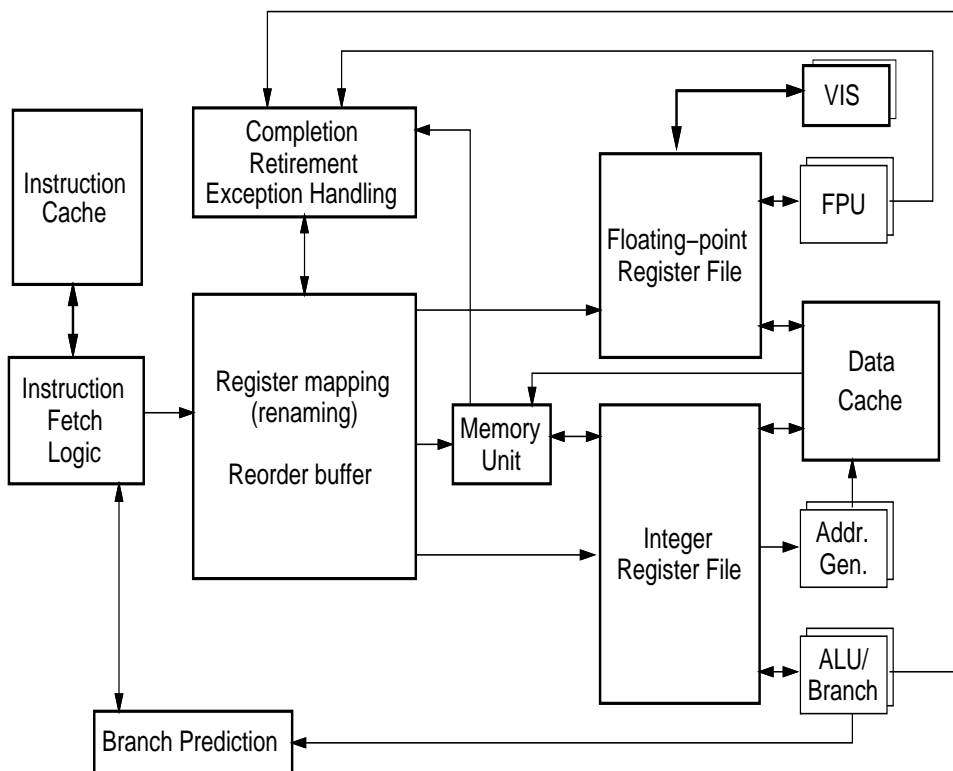 VIS
Completion
Retirement
Exception Handling
Instruction
Cache
FPU
Floating−point
Register File
Instruction
Fetch
Logic
Register mapping
(renaming)
Reorder buffer
Memory
Unit
Data
Cache
Integer
Register File
Addr.
Gen.
ALU/
Branch
Branch Prediction